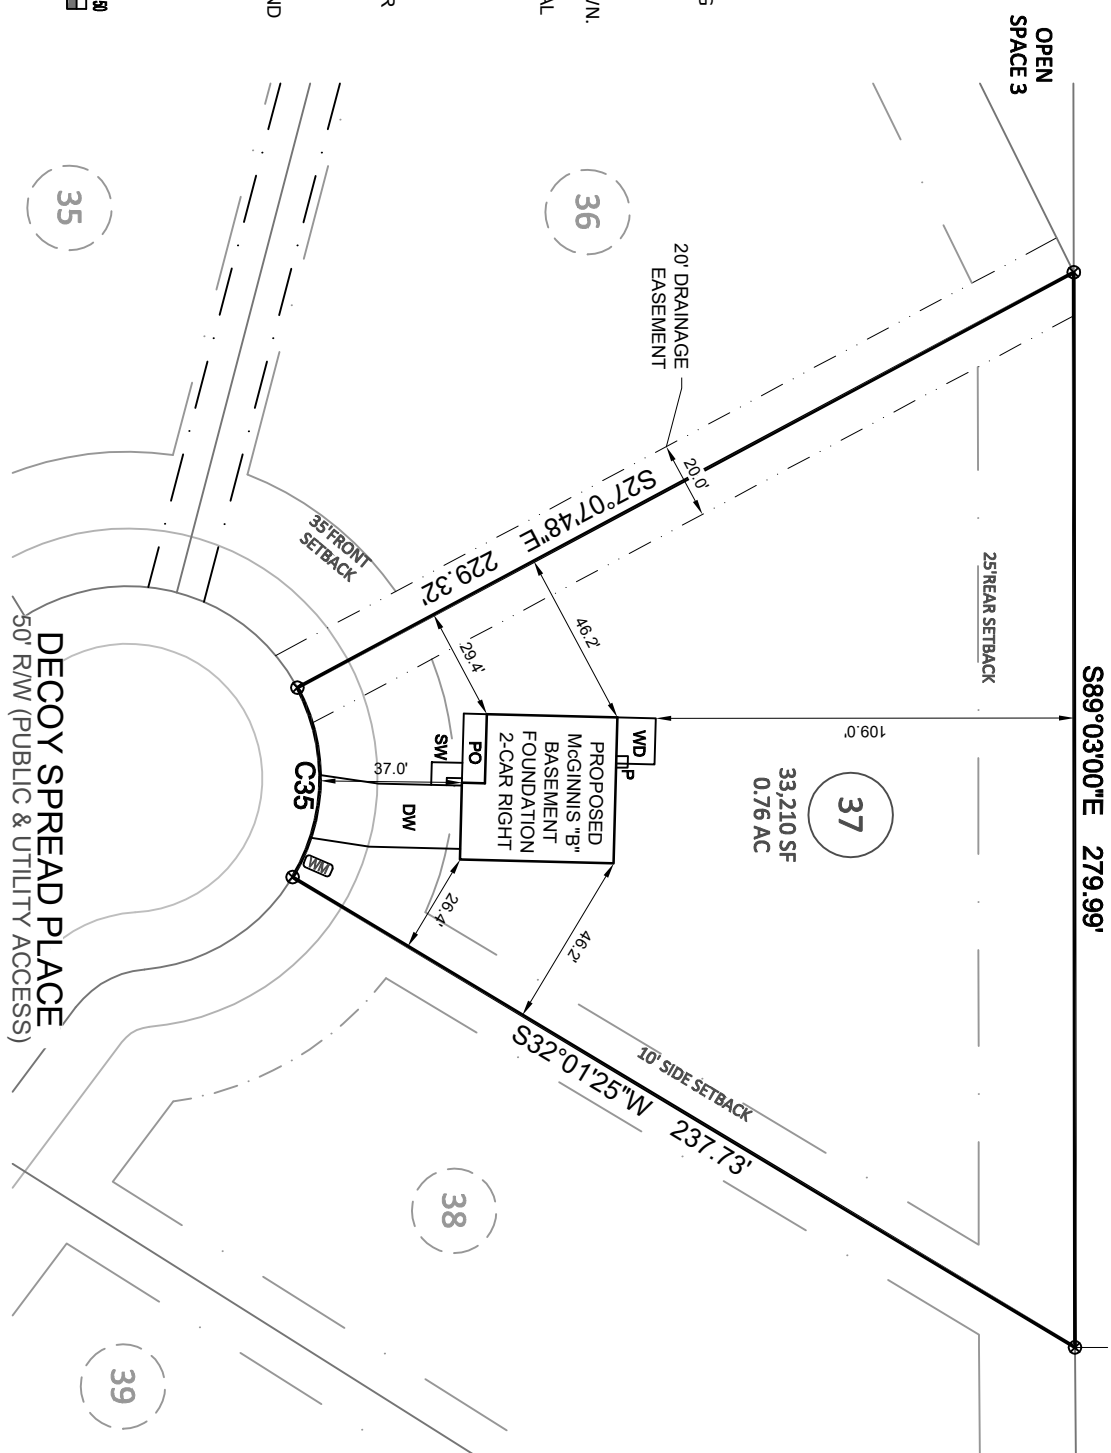 OPEN
SPACE 3
S89°03'00"E 279.99'
25'REAR SETBACK
109.0'
37
33,210 SF
0.76 AC
36
35
20' DRAINAGE
EASEMENT
20.0'
S27°07'48"E 229.32'
46.2'
29.4'
WD
P
PROPOSED
McGINNIS "B"
BASEMENT
FOUNDATION
2-CAR RIGHT
PO
SW
37.0'
DW
26.4'
46.2'
35'FRONT
SETBACK
C35
WM
10' SIDE SETBACK
S32°01'25"W 237.73'
38
39
DECOY SPREAD PLACE
50' R/W (PUBLIC & UTILITY ACCESS)
G
/N.
AL
R
ND